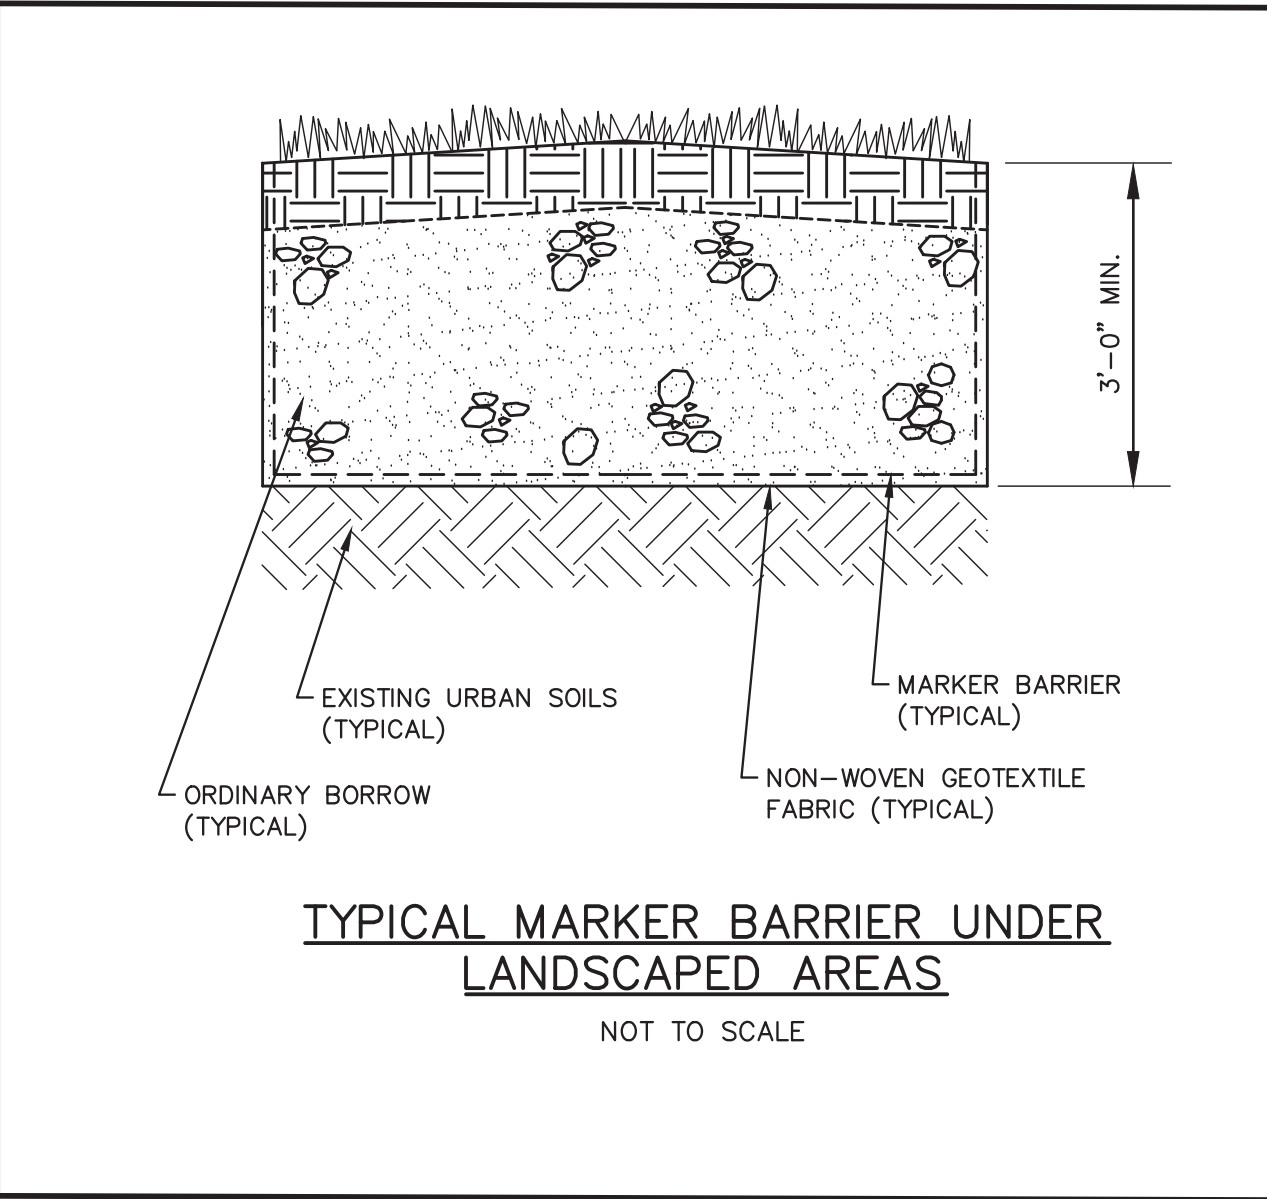 3'-0" MIN.
EXISTING URBAN SOILS
(TYPICAL)
MARKER BARRIER
(TYPICAL)
ORDINARY BORROW
(TYPICAL)
NON-WOVEN GEOTEXTILE
FABRIC (TYPICAL)
TYPICAL MARKER BARRIER UNDER
LANDSCAPED AREAS
NOT TO SCALE